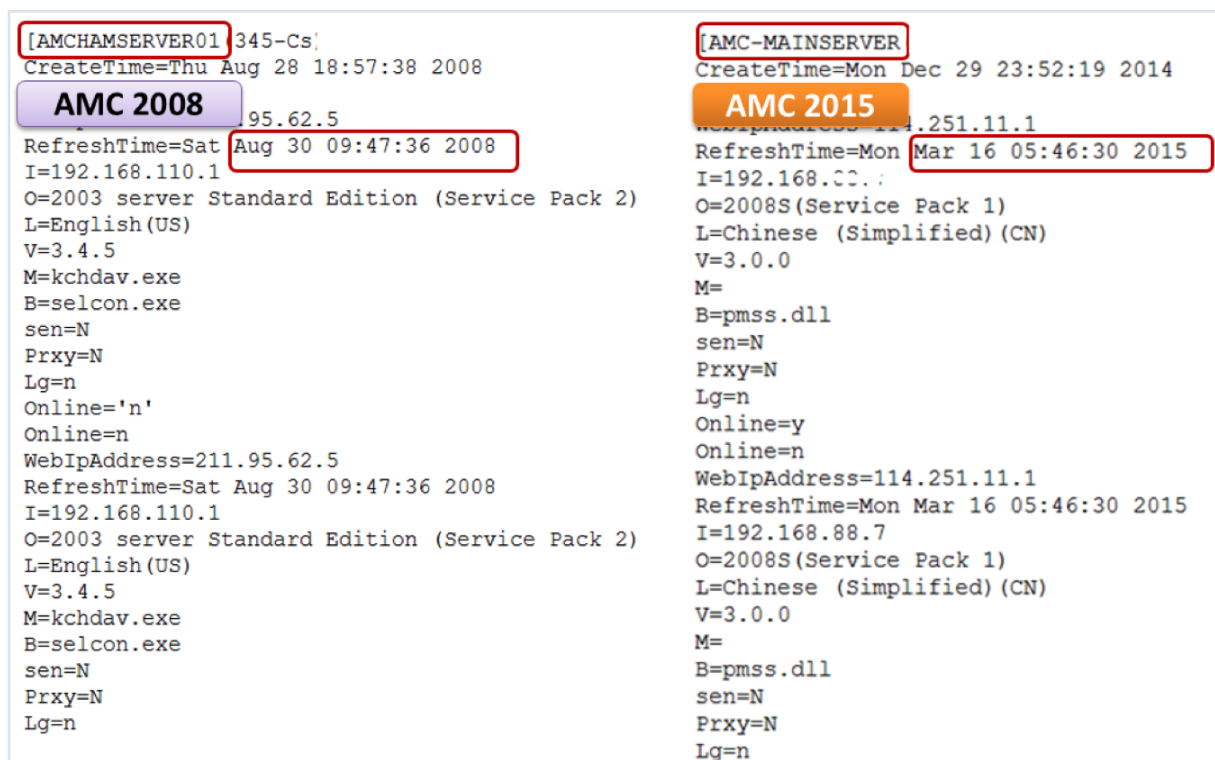 [AMCHAMSERVER01(345-Cs)
CreateTime=Thu Aug 28 18:57:38 2008
AMC 2008
.95.62.5
RefreshTime=Sat Aug 30 09:47:36 2008
I=192.168.110.1
O=2003 server Standard Edition (Service Pack 2)
L=English(US)
V=3.4.5
M=kchdav.exe
B=selcon.exe
sen=N
Prxy=N
Lg=n
Online='n'
Online=n
WebIpAddress=211.95.62.5
RefreshTime=Sat Aug 30 09:47:36 2008
I=192.168.110.1
O=2003 server Standard Edition (Service Pack 2)
L=English(US)
V=3.4.5
M=kchdav.exe
B=selcon.exe
sen=N
Prxy=N
Lg=n
[AMC-MAINSERVER
CreateTime=Mon Dec 29 23:52:19 2014
AMC 2015
WebIpAddress=114.251.11.1
RefreshTime=Mon Mar 16 05:46:30 2015
I=192.168.
O=2008S(Service Pack 1)
L=Chinese (Simplified)(CN)
V=3.0.0
M=
B=pmss.dll
sen=N
Prxy=N
Lg=n
Online=y
Online=n
WebIpAddress=114.251.11.1
RefreshTime=Mon Mar 16 05:46:30 2015
I=192.168.88.7
O=2008S(Service Pack 1)
L=Chinese (Simplified)(CN)
V=3.0.0
M=
B=pmss.dll
sen=N
Prxy=N
Lg=n